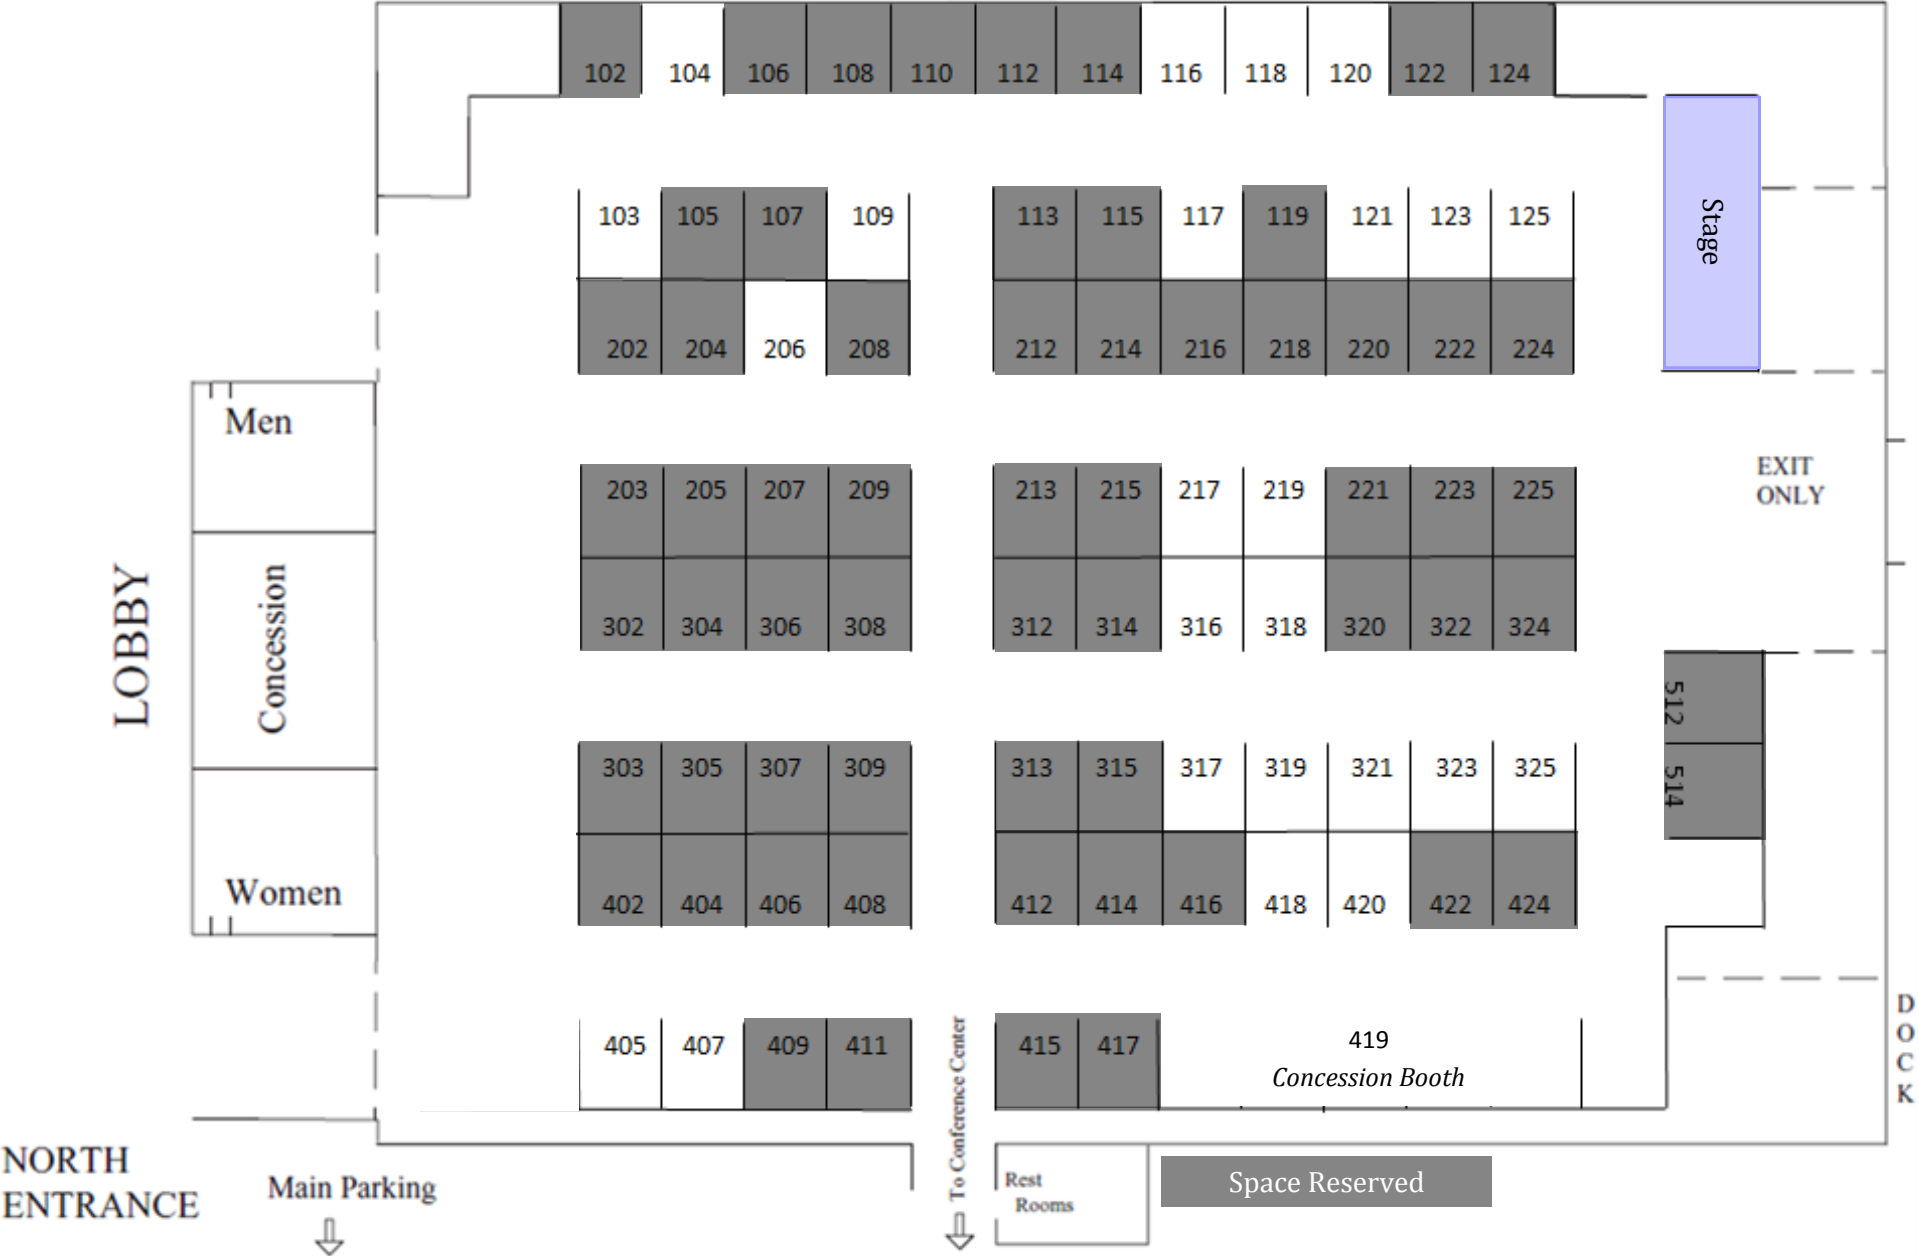 102 104 106 108 110 112 114 116 118 120 122 124
103 105 107 109 113 115 117 119 121 123 125
Stage
202 204 206 208 212 214 216 218 220 222 224
Men
EXIT
ONLY
203 205 207 209 213 215 217 219 221 223 225
LOBBY
Concession
302 304 306 308 312 314 316 318 320 322 324
512
303 305 307 309 313 315 317 319 321 323 325
514
Women
402 404 406 408 412 414 416 418 420 422 424
DOCK
405 407 409 411 415 417 419
Concession Booth
To Conference Center
NORTH
ENTRANCE
Main Parking
Rest
Rooms
Space Reserved